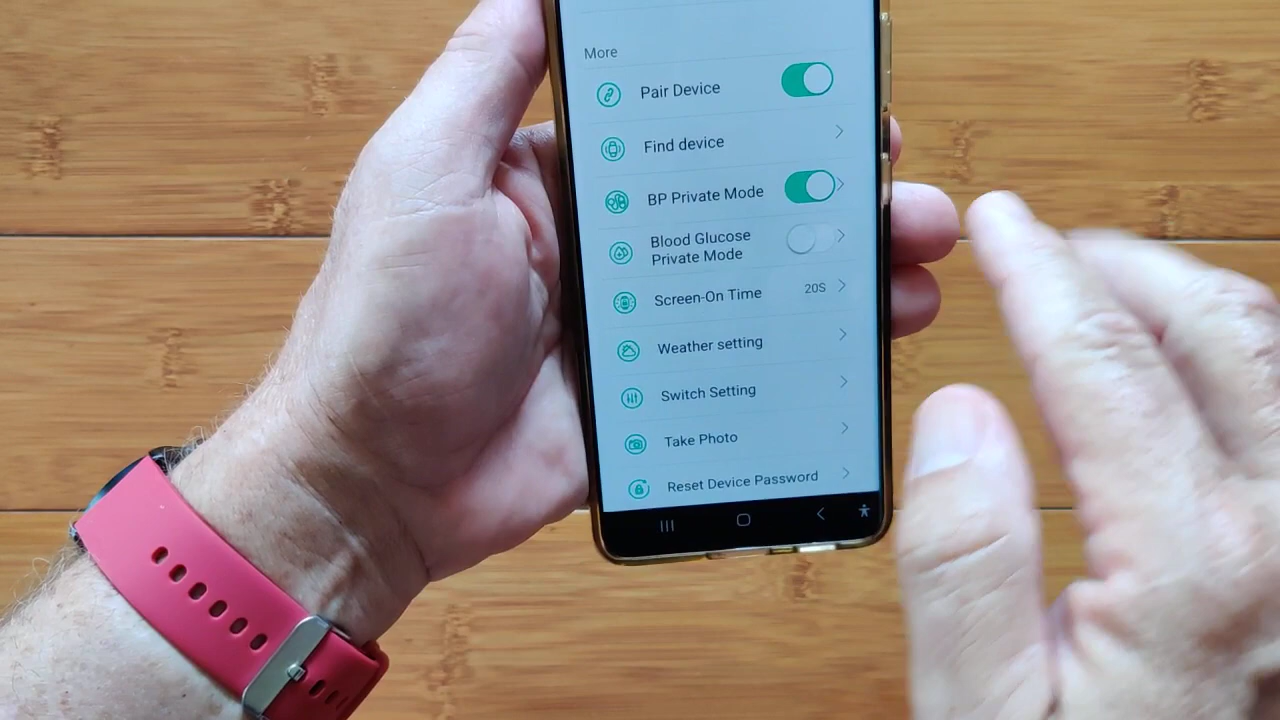 More
Pair Device
Find device
BP Private Mode
Blood Glucose
Private Mode
Screen-On Time 20S
Weather setting
Switch Setting
Take Photo
Reset Device Password